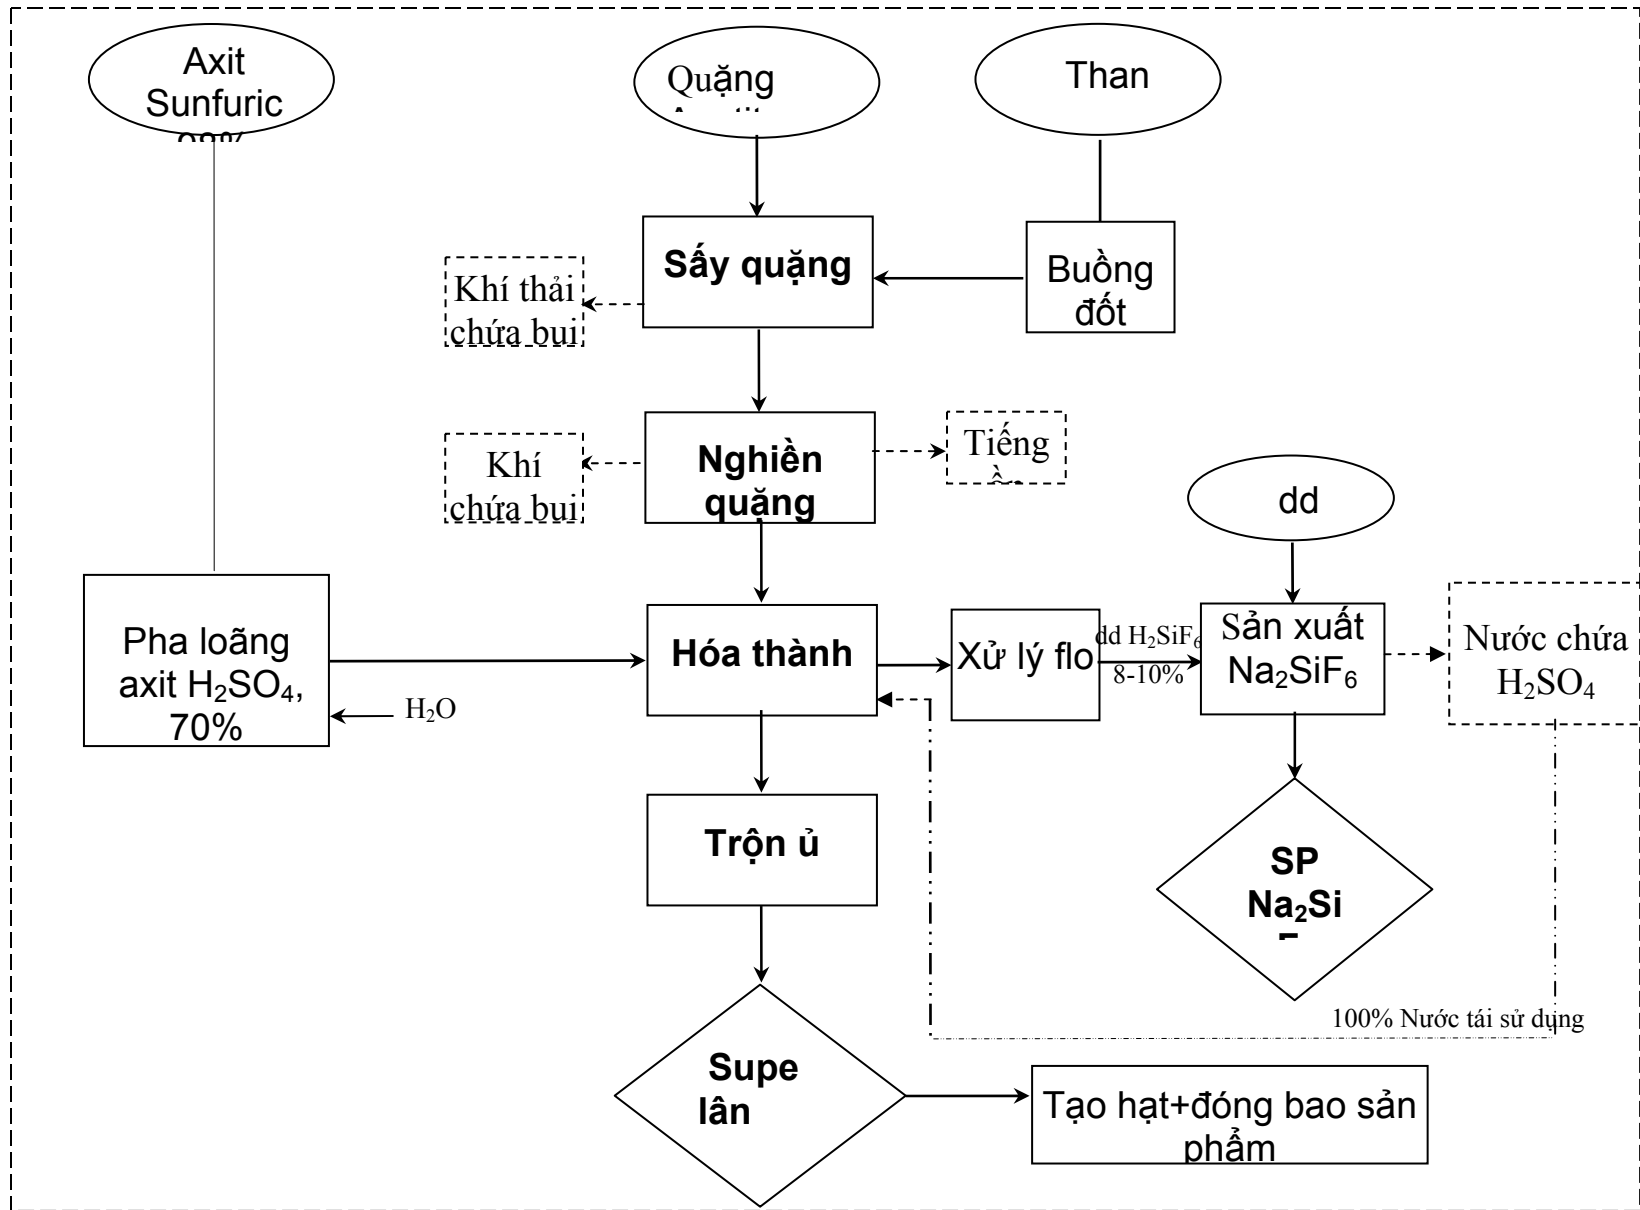 Axit
Sunfuric
Quặng
Than
Sấy quặng
Buồng
đốt
Khí thải
chứa bụi
Nghiền
quặng
Khí
chứa bụi
Tiếng
dd
Pha loãng
axit H₂SO₄,
70%
H₂O
Hóa thành
Xử lý flo
dd H₂SiF₆
8-10%
Sản xuất
Na₂SiF₆
Nước chứa
H₂SO₄
Trộn ủ
SP
Na₂Si
100% Nước tái sử dụng
Supe
lân
Tạo hạt+đóng bao sản
phẩm